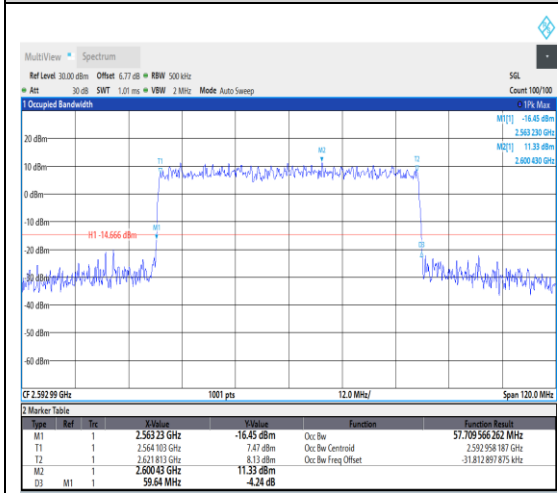 MultiView Spectrum
Ref Level 30.00 dBm Offset 6.77 dB RBW 500 kHz SGL
Att 30 dB SWT 1.01 ms VBW 2 MHz Mode Auto Sweep Count 100/100
1 Occupied Bandwidth 1Pk Max
M1[1] -16.45 dBm
2.563 230 GHz
20 dBm M2[1] 11.33 dBm
2.600 430 GHz
M2
T1 T2
10 dBm
0 dBm
-10 dBm
H1 -14.666 dBm M1
-20 dBm D3
-30 dBm
-40 dBm
-50 dBm
-60 dBm
CF 2.592 99 GHz 1001 pts 12.0 MHz/ Span 120.0 MHz
2 Marker Table
Type Ref Trc X-Value Y-Value Function Function Result
M1 1 2.563 23 GHz -16.45 dBm Occ Bw 57.709 566 262 MHz
T1 1 2.564 103 GHz 7.47 dBm Occ Bw Centroid 2.592 958 187 GHz
T2 1 2.621 813 GHz 8.13 dBm Occ Bw Freq Offset -31.812 897 875 kHz
M2 1 2.600 43 GHz 11.33 dBm
D3 M1 1 59.64 MHz -4.24 dB